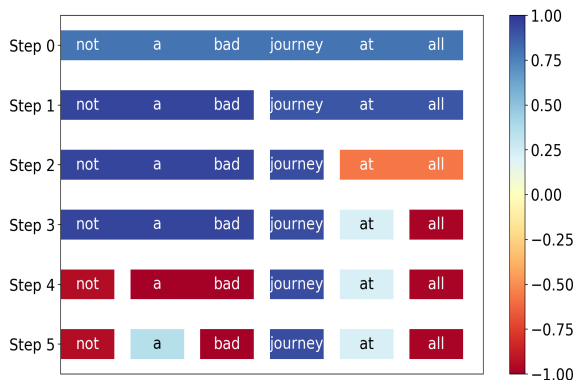 Step 0 not a bad journey at all
Step 1 not a bad journey at all
Step 2 not a bad journey at all
Step 3 not a bad journey at all
Step 4 not a bad journey at all
Step 5 not a bad journey at all
1.00
0.75
0.50
0.25
0.00
−0.25
−0.50
−0.75
−1.00